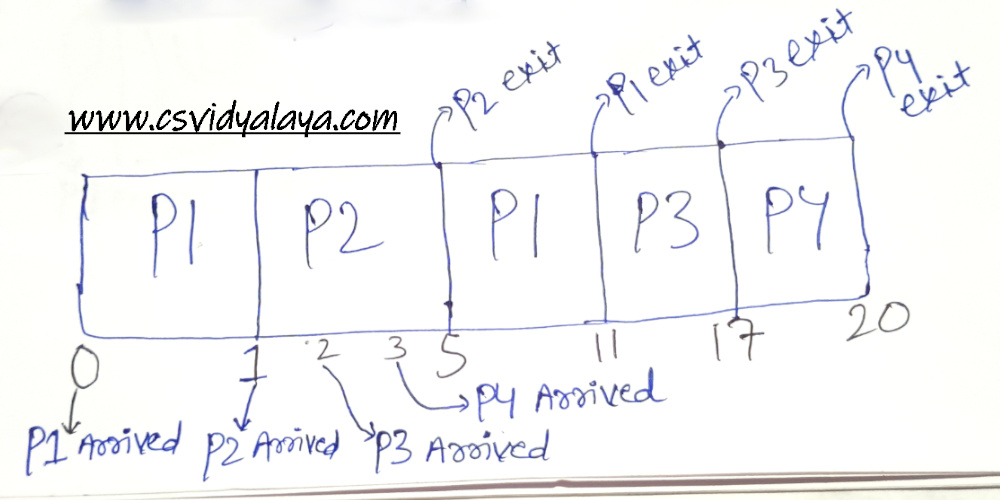 P2 exit
P1 exit
P3 exit
P4 exit
www.csvidyalaya.com
P1 P2 P1 P3 P4
0 1 2 3 5 11 17 20
P4 Arrived
P1 Arrived P2 Arrived P3 Arrived